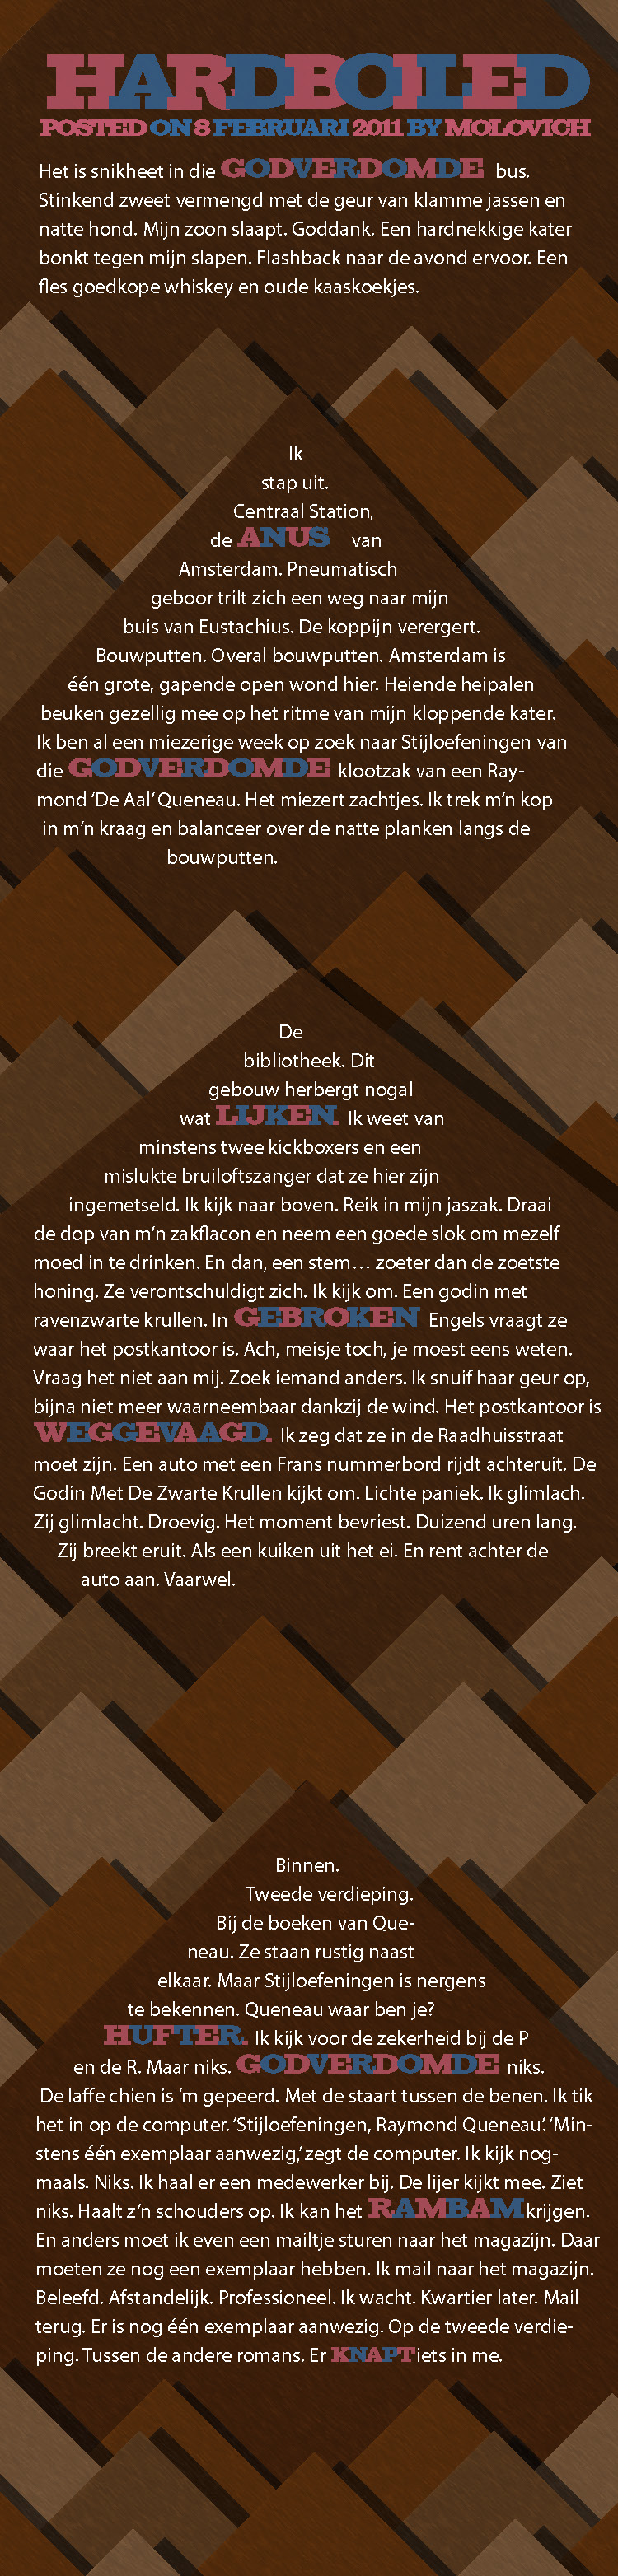 HARDBOILED
POSTED ON 8 FEBRUARI 2011 BY MOLOVICH
Het is snikheet in die GODVERDOMDE bus.
Stinkend zweet vermengd met de geur van klamme jassen en
natte hond. Mijn zoon slaapt. Goddank. Een hardnekkige kater
bonkt tegen mijn slapen. Flashback naar de avond ervoor. Een
fles goedkope whiskey en oude kaaskoekjes.
Ik
stap uit.
Centraal Station,
de ANUS van
Amsterdam. Pneumatisch
geboor trilt zich een weg naar mijn
buis van Eustachius. De koppijn verergert.
Bouwputten. Overal bouwputten. Amsterdam is
één grote, gapende open wond hier. Heiende heipalen
beuken gezellig mee op het ritme van mijn kloppende kater.
Ik ben al een miezerige week op zoek naar Stijloefeningen van
die GODVERDOMDE klootzak van een Ray-
mond ‘De Aal’ Queneau. Het miezert zachtjes. Ik trek m’n kop
in m’n kraag en balanceer over de natte planken langs de
bouwputten.
De
bibliotheek. Dit
gebouw herbergt nogal
wat LIJKEN. Ik weet van
minstens twee kickboxers en een
mislukte bruiloftszanger dat ze hier zijn
ingemetseld. Ik kijk naar boven. Reik in mijn jaszak. Draai
de dop van m’n zakflacon en neem een goede slok om mezelf
moed in te drinken. En dan, een stem… zoeter dan de zoetste
honing. Ze verontschuldigt zich. Ik kijk om. Een godin met
ravenzwarte krullen. In GEBROKEN Engels vraagt ze
waar het postkantoor is. Ach, meisje toch, je moest eens weten.
Vraag het niet aan mij. Zoek iemand anders. Ik snuif haar geur op,
bijna niet meer waarneembaar dankzij de wind. Het postkantoor is
WEGGEVAAGD. Ik zeg dat ze in de Raadhuisstraat
moet zijn. Een auto met een Frans nummerbord rijdt achteruit. De
Godin Met De Zwarte Krullen kijkt om. Lichte paniek. Ik glimlach.
Zij glimlacht. Droevig. Het moment bevriest. Duizend uren lang.
Zij breekt eruit. Als een kuiken uit het ei. En rent achter de
auto aan. Vaarwel.
Binnen.
Tweede verdieping.
Bij de boeken van Que-
neau. Ze staan rustig naast
elkaar. Maar Stijloefeningen is nergens
te bekennen. Queneau waar ben je?
HUFTER. Ik kijk voor de zekerheid bij de P
en de R. Maar niks. GODVERDOMDE niks.
De laffe chien is ’m gepeerd. Met de staart tussen de benen. Ik tik
het in op de computer. ‘Stijloefeningen, Raymond Queneau’. ‘Min-
stens één exemplaar aanwezig,’ zegt de computer. Ik kijk nog-
maals. Niks. Ik haal er een medewerker bij. De lijer kijkt mee. Ziet
niks. Haalt z’n schouders op. Ik kan het RAMBAM krijgen.
En anders moet ik even een mailtje sturen naar het magazijn. Daar
moeten ze nog een exemplaar hebben. Ik mail naar het magazijn.
Beleefd. Afstandelijk. Professioneel. Ik wacht. Kwartier later. Mail
terug. Er is nog één exemplaar aanwezig. Op de tweede verdie-
ping. Tussen de andere romans. Er KNAPT iets in me.